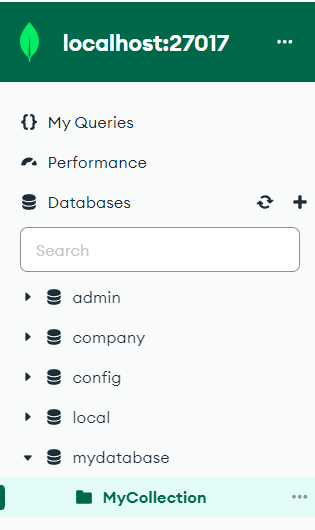 localhost:27017
My Queries
Performance
Databases
Search
admin
company
config
local
mydatabase
MyCollection